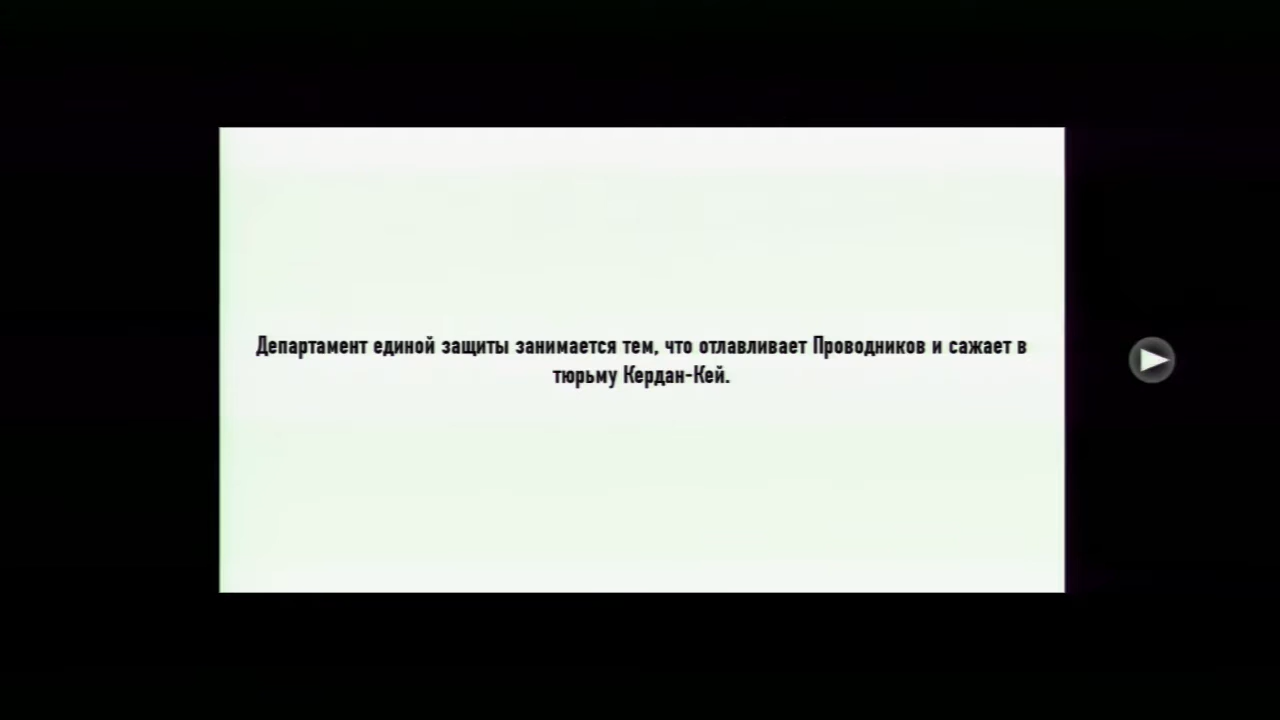 Департамент единой защиты занимается тем, что отлавливает Проводников и сажает в
тюрьму Кердан-Кей.